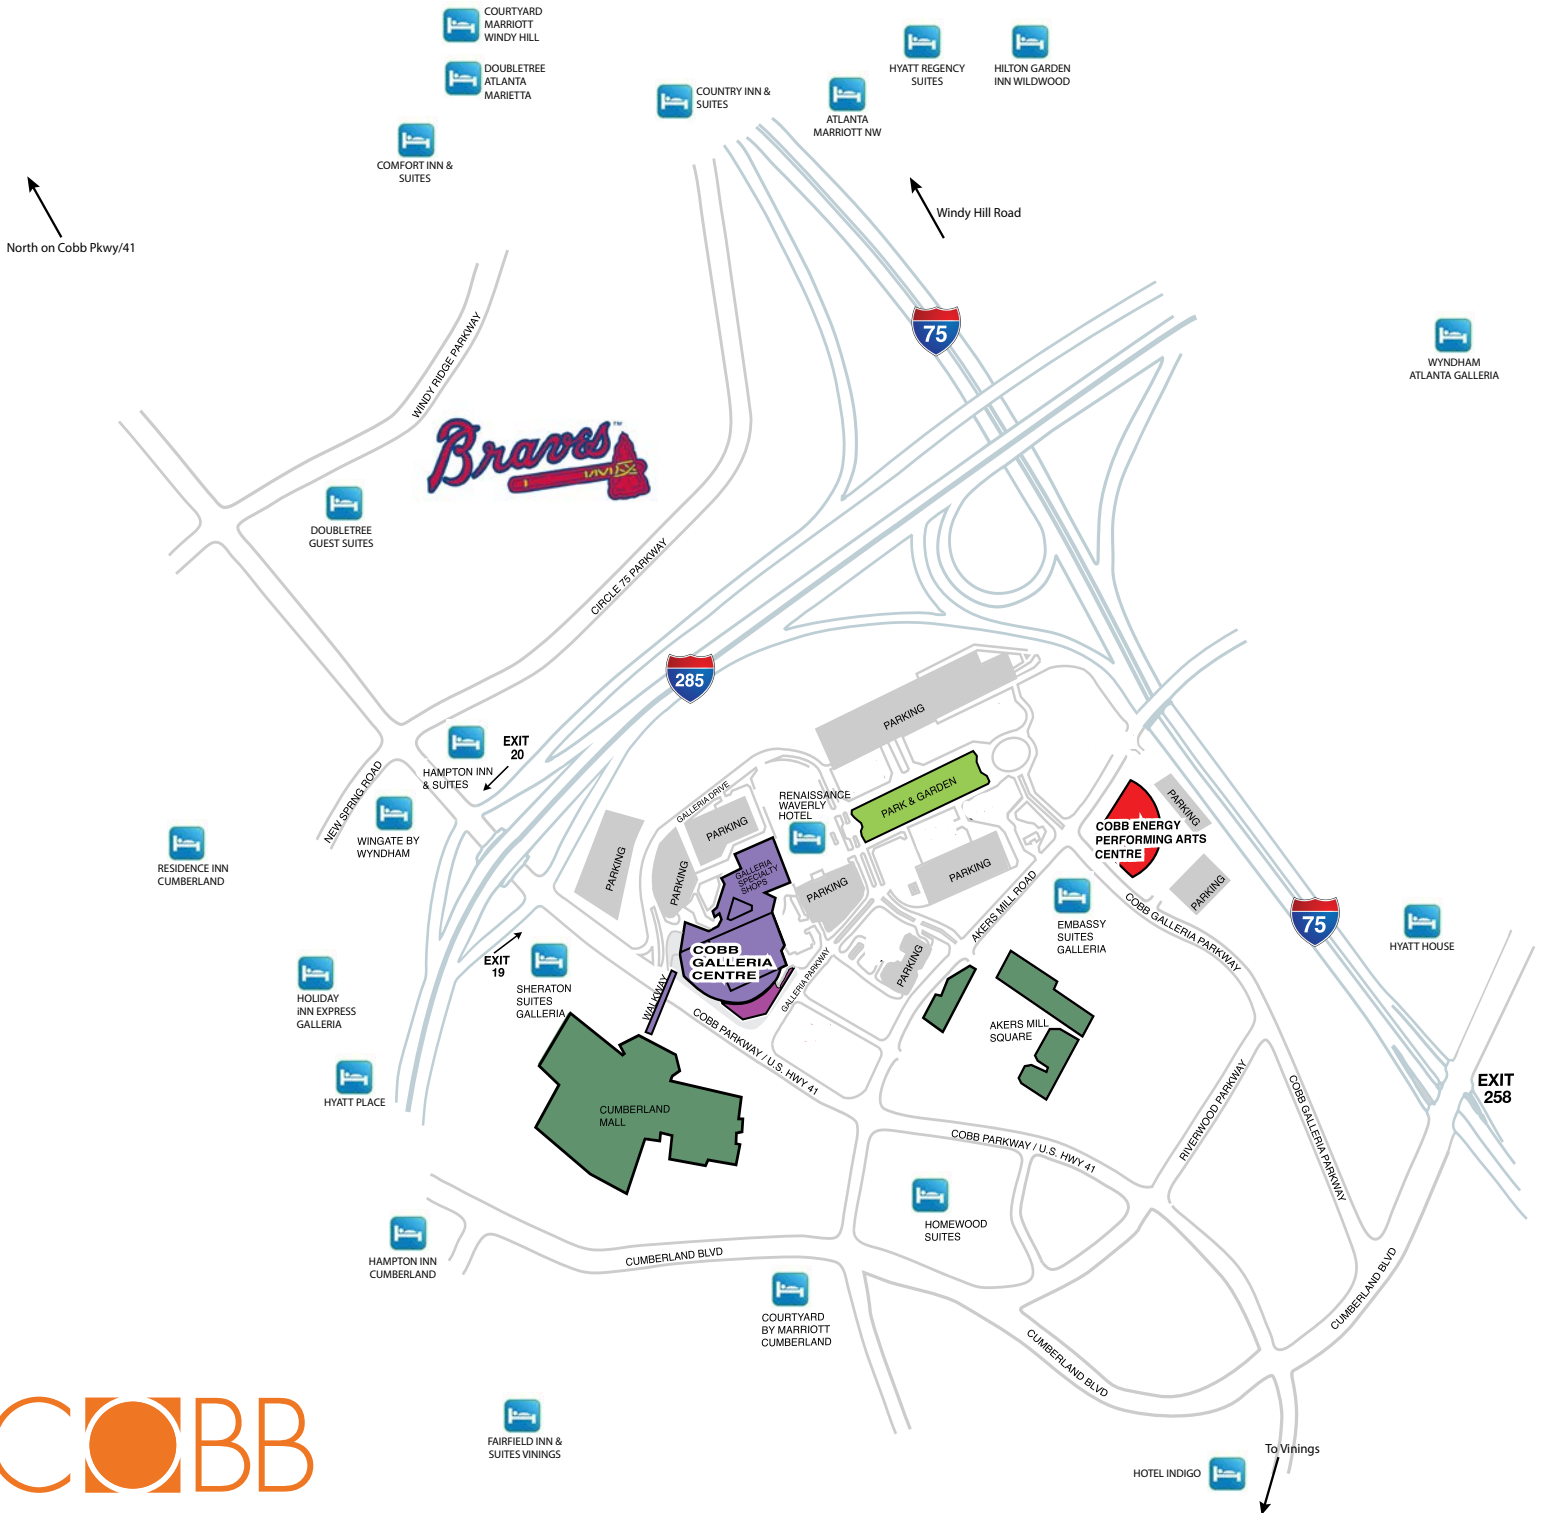 COURTYARD
MARRIOTT
WINDY HILL
DOUBLETREE
ATLANTA
MARIETTA
COUNTRY INN &
SUITES
HYATT REGENCY
SUITES
HILTON GARDEN
INN WILDWOOD
ATLANTA
MARRIOTT NW
COMFORT INN &
SUITES
North on Cobb Pkwy/41
Windy Hill Road
75
WINDY RIDGE PARKWAY
WYNDHAM
ATLANTA GALLERIA
Braves
TM
DOUBLETREE
GUEST SUITES
CIRCLE 75 PARKWAY
285
EXIT
20
HAMPTON INN
& SUITES
NEW SPRING ROAD
WINGATE BY
WYNDHAM
RESIDENCE INN
CUMBERLAND
PARKING
PARK & GARDEN
RENAISSANCE
WAVERLY
HOTEL
GALLERIA DRIVE
PARKING
PARKING
PARKING
GALLERIA
SPECIALTY
SHOPS
PARKING
PARKING
PARKING
COBB ENERGY
PERFORMING ARTS
CENTRE
PARKING
AKERS MILL ROAD
EMBASSY
SUITES
GALLERIA
COBB GALLERIA PARKWAY
75
HYATT HOUSE
COBB
GALLERIA
CENTRE
GALLERIA PARKWAY
PARKING
WALKWAY
EXIT
19
SHERATON
SUITES
GALLERIA
HOLIDAY
iNN EXPRESS
GALLERIA
COBB PARKWAY / U.S. HWY 41
AKERS MILL
SQUARE
HYATT PLACE
CUMBERLAND
MALL
EXIT
258
RIVERWOOD PARKWAY
COBB GALLERIA PARKWAY
COBB PARKWAY / U.S. HWY 41
HOMEWOOD
SUITES
HAMPTON INN
CUMBERLAND
CUMBERLAND BLVD
COURTYARD
BY MARRIOTT
CUMBERLAND
CUMBERLAND BLVD
CUMBERLAND BLVD
FAIRFIELD INN &
SUITES VININGS
To Vinings
HOTEL INDIGO
COBB